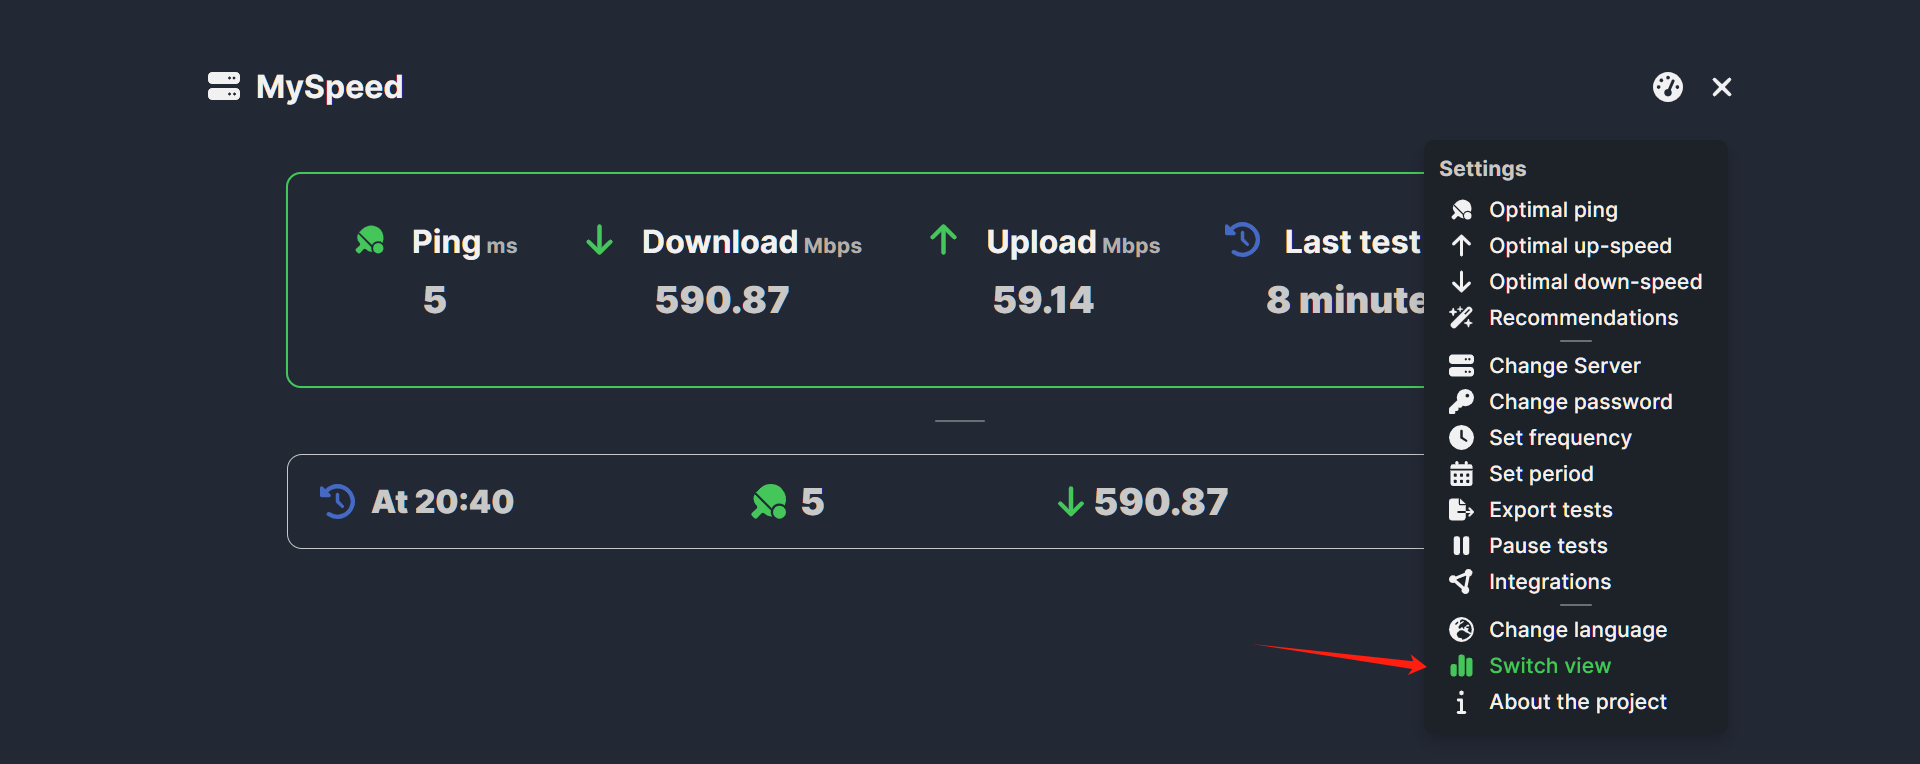 MySpeed
Ping ms
Download Mbps
Upload Mbps
Last test
5
590.87
59.14
8 minute
At 20:40
5
590.87
Settings
Optimal ping
Optimal up-speed
Optimal down-speed
Recommendations
Change Server
Change password
Set frequency
Set period
Export tests
Pause tests
Integrations
Change language
Switch view
About the project